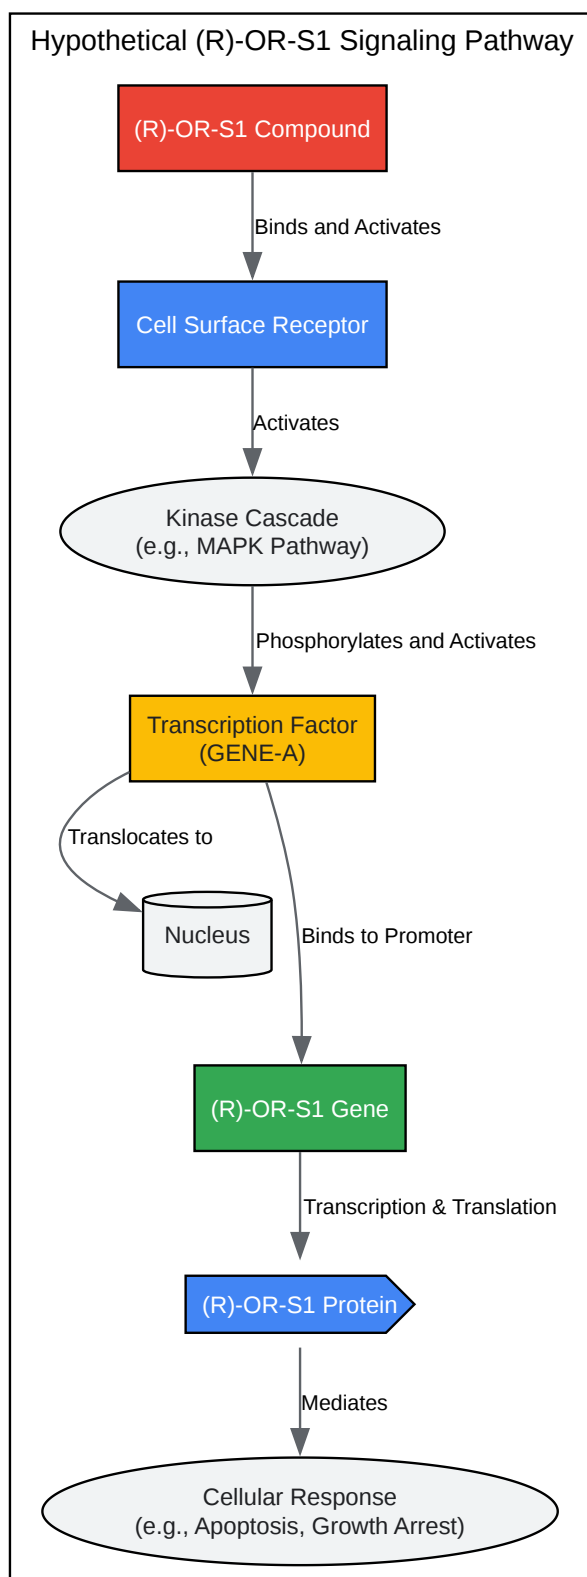 Hypothetical (R)-OR-S1 Signaling Pathway
(R)-OR-S1 Compound
Binds and Activates
Cell Surface Receptor
Activates
Kinase Cascade
(e.g., MAPK Pathway)
Phosphorylates and Activates
Transcription Factor
(GENE-A)
Translocates to
Nucleus
Binds to Promoter
(R)-OR-S1 Gene
Transcription & Translation
(R)-OR-S1 Protein
Mediates
Cellular Response
(e.g., Apoptosis, Growth Arrest)